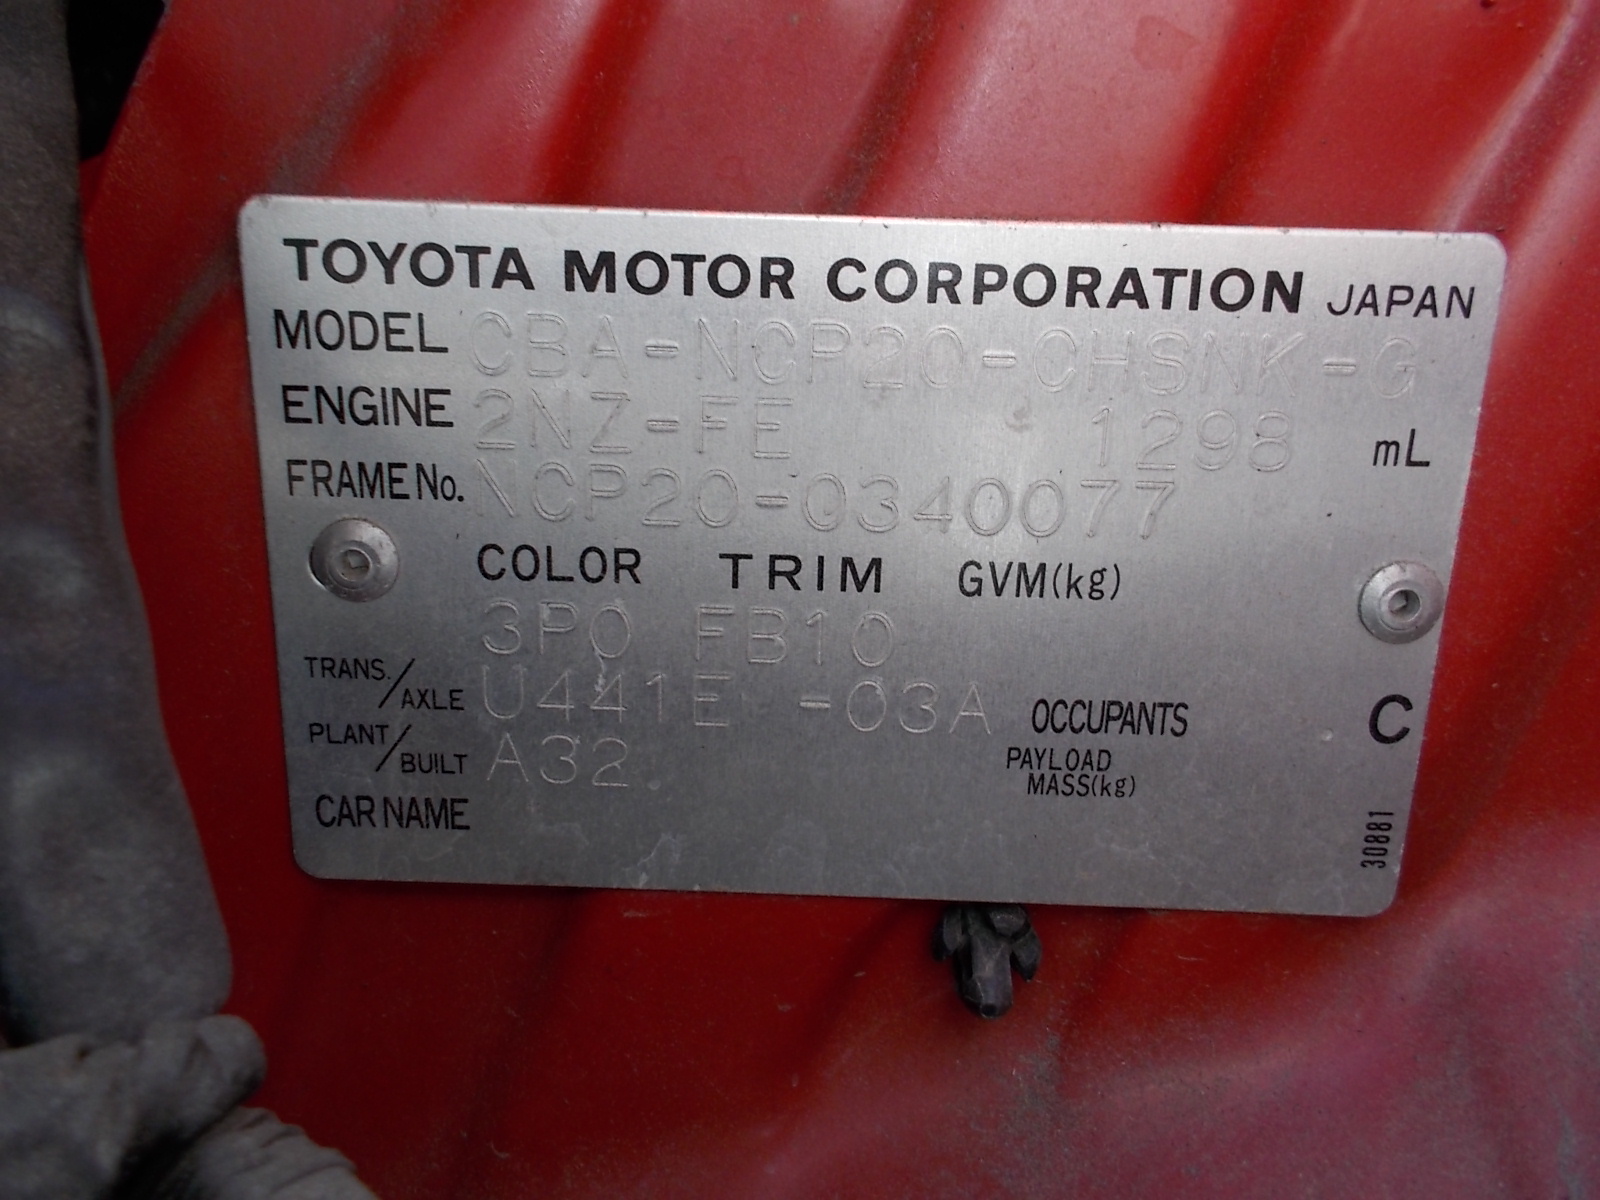 TOYOTA MOTOR CORPORATION JAPAN
MODEL CBA-NCP20-CHSNK-G
ENGINE 2NZ-FE 1298 mL
FRAME No. NCP20-0340077
COLOR TRIM GVM(kg)
3P0 FB10
TRANS./AXLE U441E -03A OCCUPANTS C
PLANT/BUILT A32 PAYLOAD MASS(kg)
CAR NAME
30881